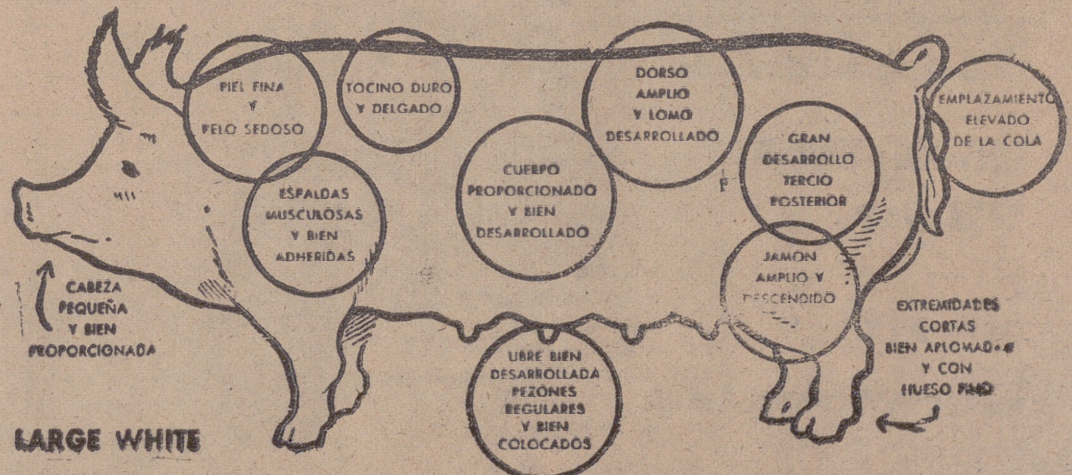 PIEL FINA
Y
PELO SEDOSO
TOCINO DURO
Y DELGADO
DORSO
AMPLIO
Y LOMO
DESARROLLADO
EMPLAZAMIENTO
ELEVADO
DE LA COLA
GRAN
DESARROLLO
TERCIO
POSTERIOR
CUERPO
PROPORCIONADO
Y BIEN
DESARROLLADO
ESPALDAS
MUSCULOSAS
Y BIEN
ADHERIDAS
JAMON
AMPLIO Y
DESCENDIDO
CABEZA
PEQUEÑA
Y BIEN
PROPORCIONADA
EXTREMIDADES
CORTAS
BIEN APLOMADAS
Y CON
HUESO FINO
UBRE BIEN
DESARROLLADA
PEZONES
REGULARES
Y BIEN
COLOCADOS
LARGE WHITE